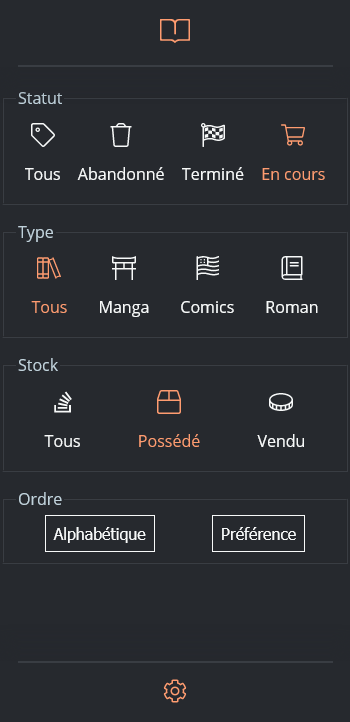 Statut
Tous Abandonné Terminé En cours
Type
Tous Manga Comics Roman
Stock
Tous Possédé Vendu
Ordre
Alphabétique Préférence